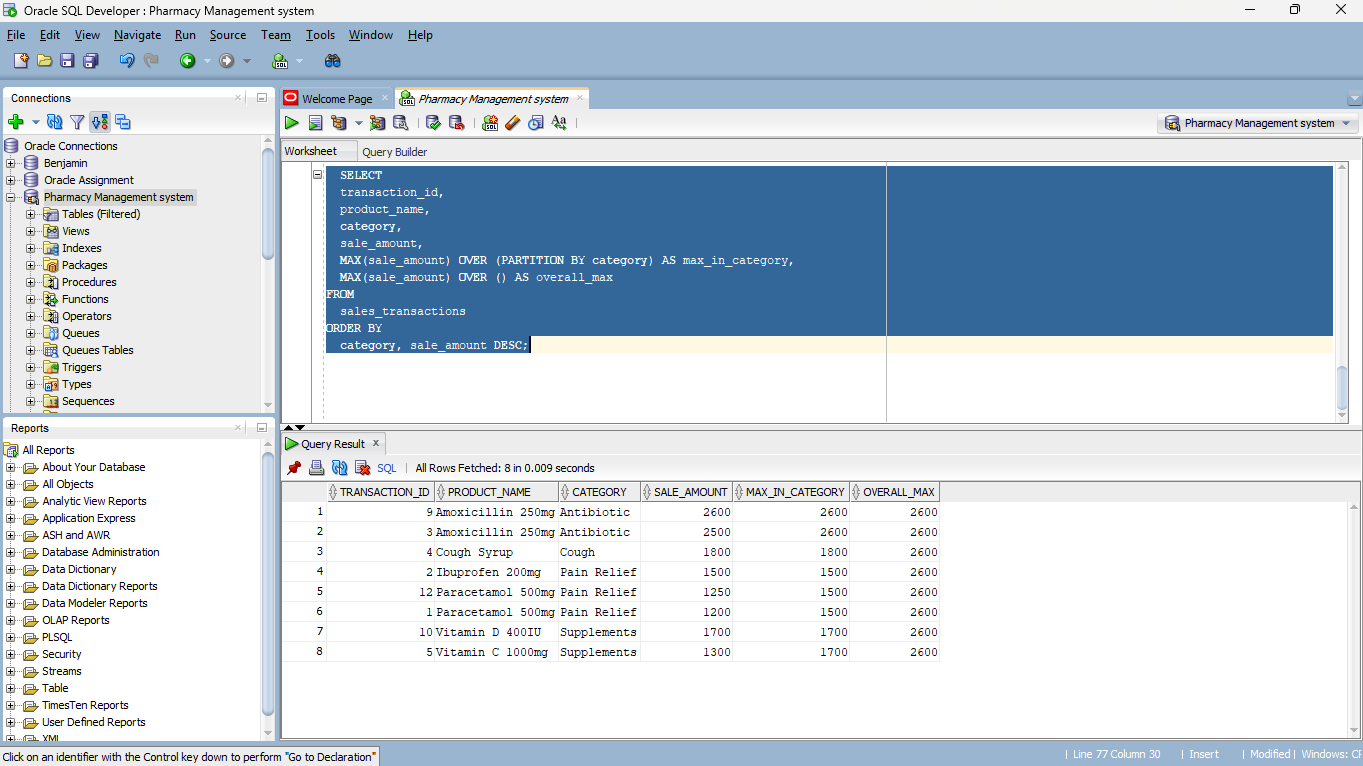 Oracle SQL Developer : Pharmacy Management system
File Edit View Navigate Run Source Team Tools Window Help
Connections
Oracle Connections
Benjamin
Oracle Assignment
Pharmacy Management system
Tables (Filtered)
Views
Indexes
Packages
Procedures
Functions
Operators
Queues
Queues Tables
Triggers
Types
Sequences
Reports
All Reports
About Your Database
All Objects
Analytic View Reports
Application Express
ASH and AWR
Database Administration
Data Dictionary
Data Dictionary Reports
Data Modeler Reports
OLAP Reports
PLSQL
Security
Streams
Table
TimesTen Reports
User Defined Reports
XML
Welcome Page Pharmacy Management system
Pharmacy Management system
Worksheet Query Builder
SELECT
transaction_id,
product_name,
category,
sale_amount,
MAX(sale_amount) OVER (PARTITION BY category) AS max_in_category,
MAX(sale_amount) OVER () AS overall_max
FROM
sales_transactions
ORDER BY
category, sale_amount DESC;
Query Result
SQL | All Rows Fetched: 8 in 0.009 seconds
TRANSACTION_ID PRODUCT_NAME CATEGORY SALE_AMOUNT MAX_IN_CATEGORY OVERALL_MAX
1 9 Amoxicillin 250mg Antibiotic 2600 2600 2600
2 3 Amoxicillin 250mg Antibiotic 2500 2600 2600
3 4 Cough Syrup Cough 1800 1800 2600
4 2 Ibuprofen 200mg Pain Relief 1500 1500 2600
5 12 Paracetamol 500mg Pain Relief 1250 1500 2600
6 1 Paracetamol 500mg Pain Relief 1200 1500 2600
7 10 Vitamin D 400IU Supplements 1700 1700 2600
8 5 Vitamin C 1000mg Supplements 1300 1700 2600
Click on an identifier with the Control key down to perform "Go to Declaration"
| Line 77 Column 30 | Insert | Modified | Windows: CF